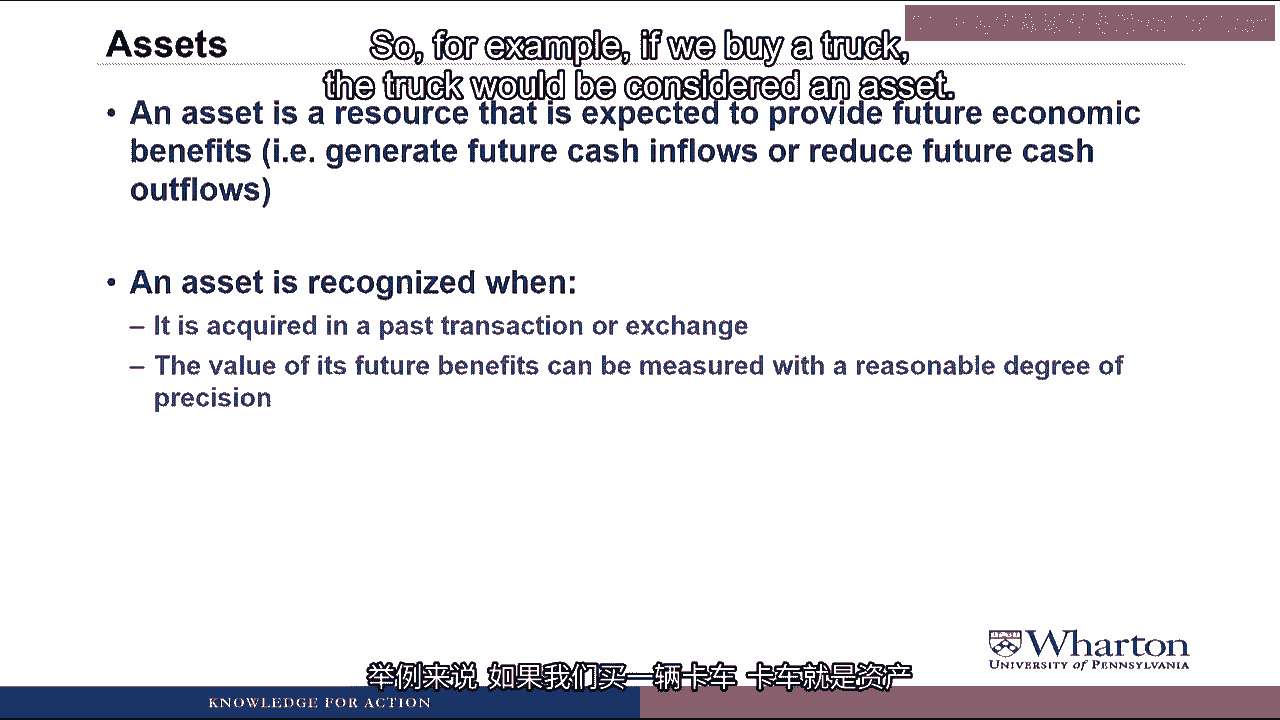 Assets
So, for example, if we buy a truck,
the truck would be considered an asset.
• An asset is a resource that is expected to provide future economic
benefits (i.e. generate future cash inflows or reduce future cash
outflows)
• An asset is recognized when:
– It is acquired in a past transaction or exchange
– The value of its future benefits can be measured with a reasonable degree of
precision
Wharton
UNIVERSITY of PENNSYLVANIA
举例来说 如果我们买一辆卡车 卡车就是资产
KNOWLEDGE FOR ACTION